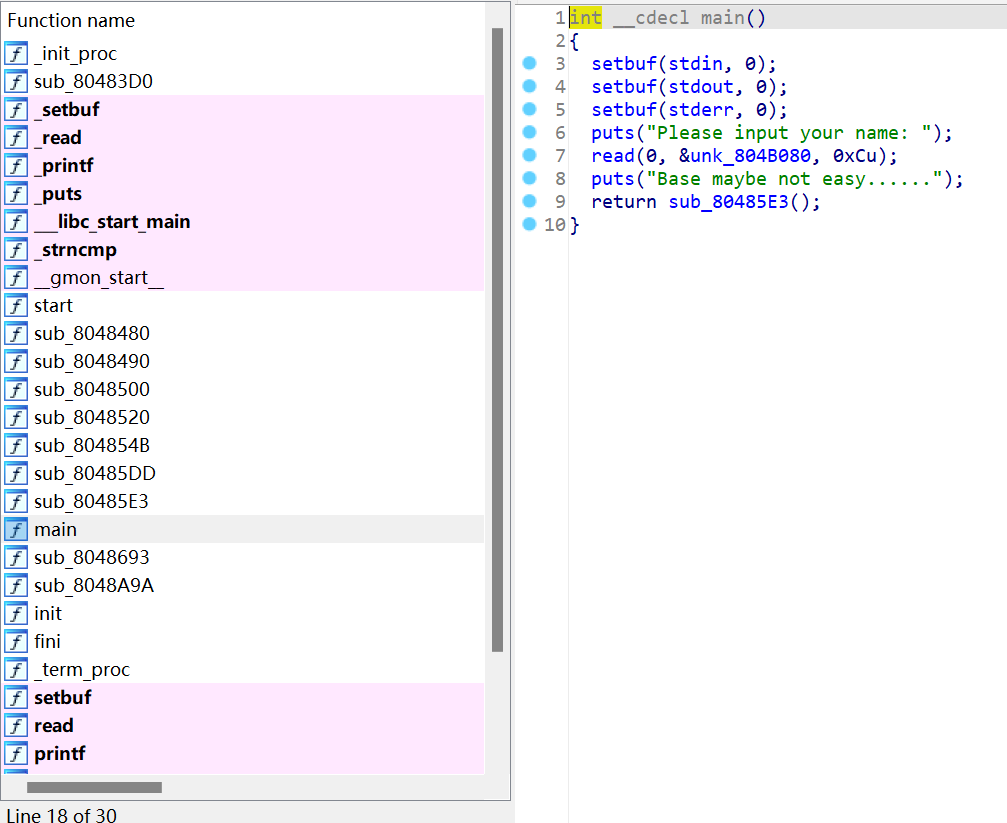 Function name
f _init_proc
f sub_80483D0
f _setbuf
f _read
f _printf
f _puts
f ___libc_start_main
f _strncmp
f __gmon_start__
f start
f sub_8048480
f sub_8048490
f sub_8048500
f sub_8048520
f sub_804854B
f sub_80485DD
f sub_80485E3
f main
f sub_8048693
f sub_8048A9A
f init
f fini
f _term_proc
f setbuf
f read
f printf
Line 18 of 30
1 int __cdecl main()
2 {
3 setbuf(stdin, 0);
4 setbuf(stdout, 0);
5 setbuf(stderr, 0);
6 puts("Please input your name: ");
7 read(0, &unk_804B080, 0xCu);
8 puts("Base maybe not easy......");
9 return sub_80485E3();
10 }